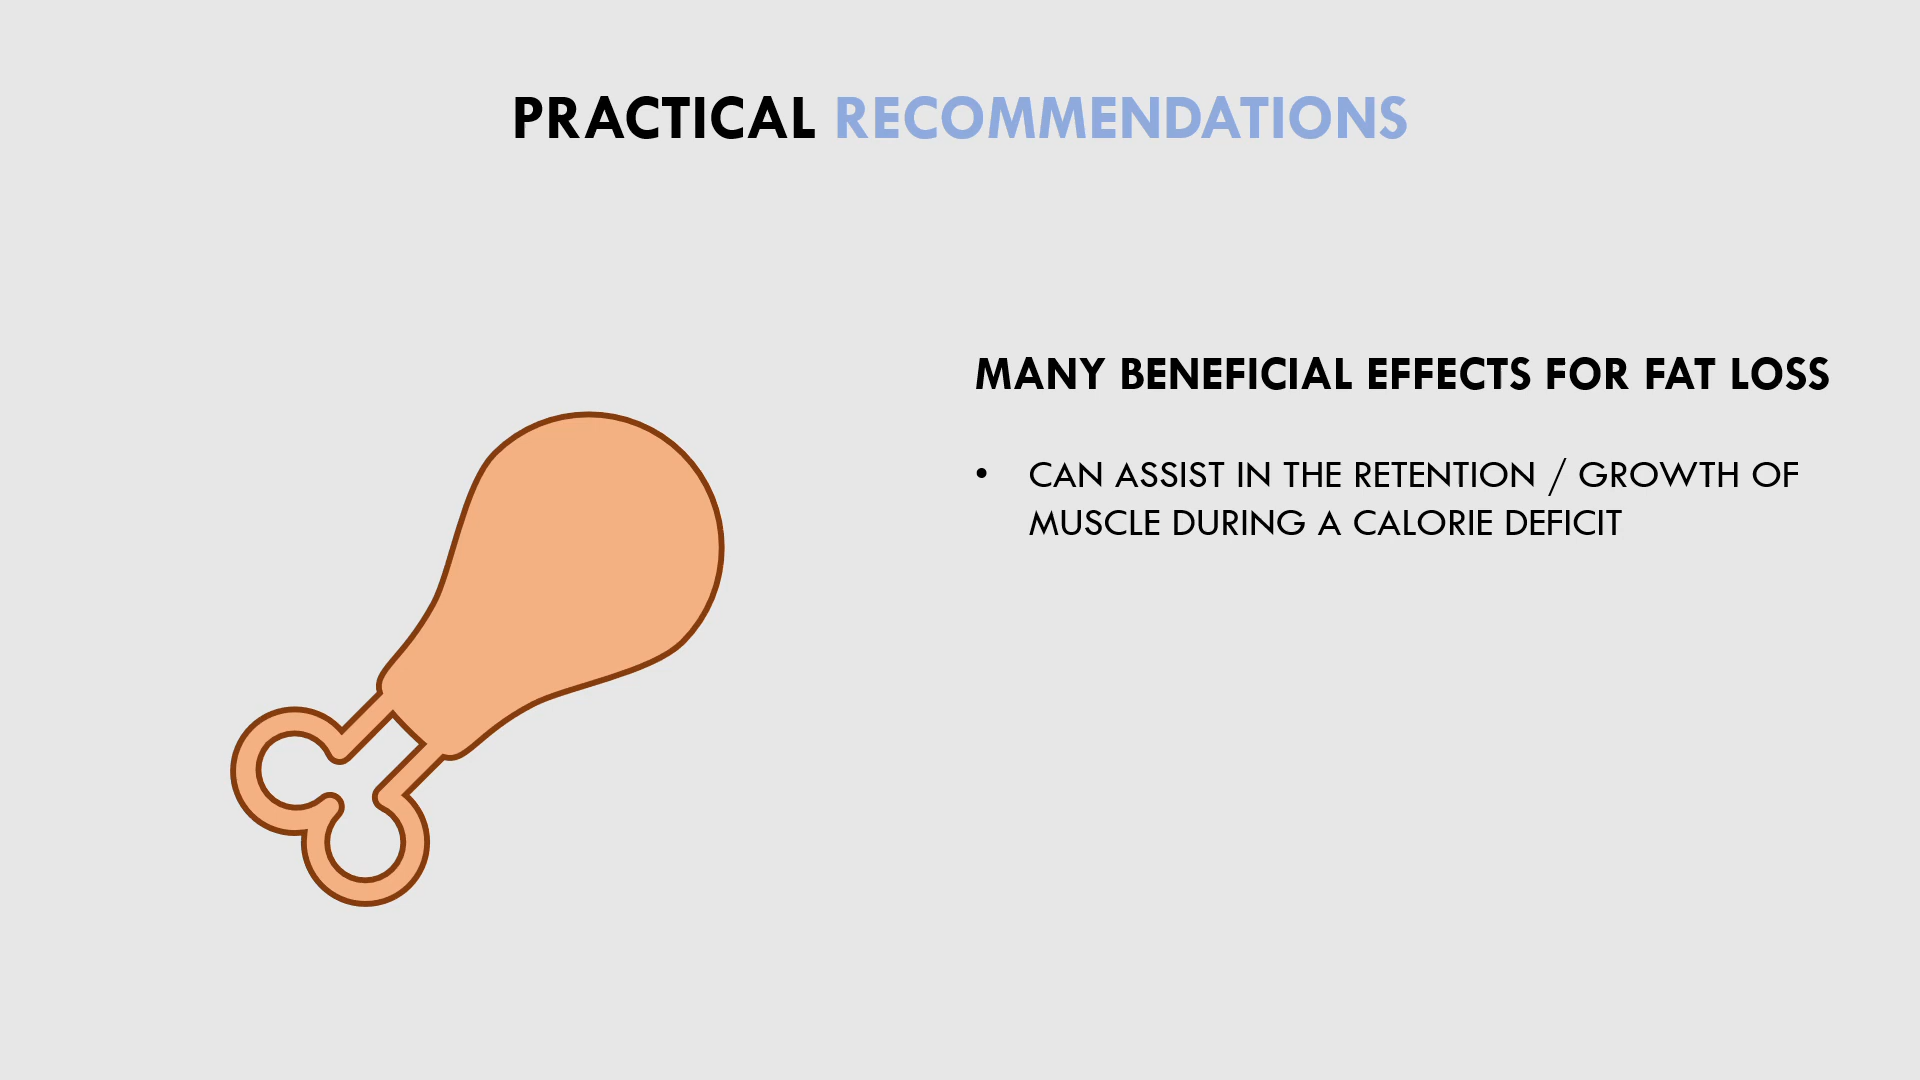 PRACTICAL RECOMMENDATIONS
MANY BENEFICIAL EFFECTS FOR FAT LOSS
• CAN ASSIST IN THE RETENTION / GROWTH OF
MUSCLE DURING A CALORIE DEFICIT